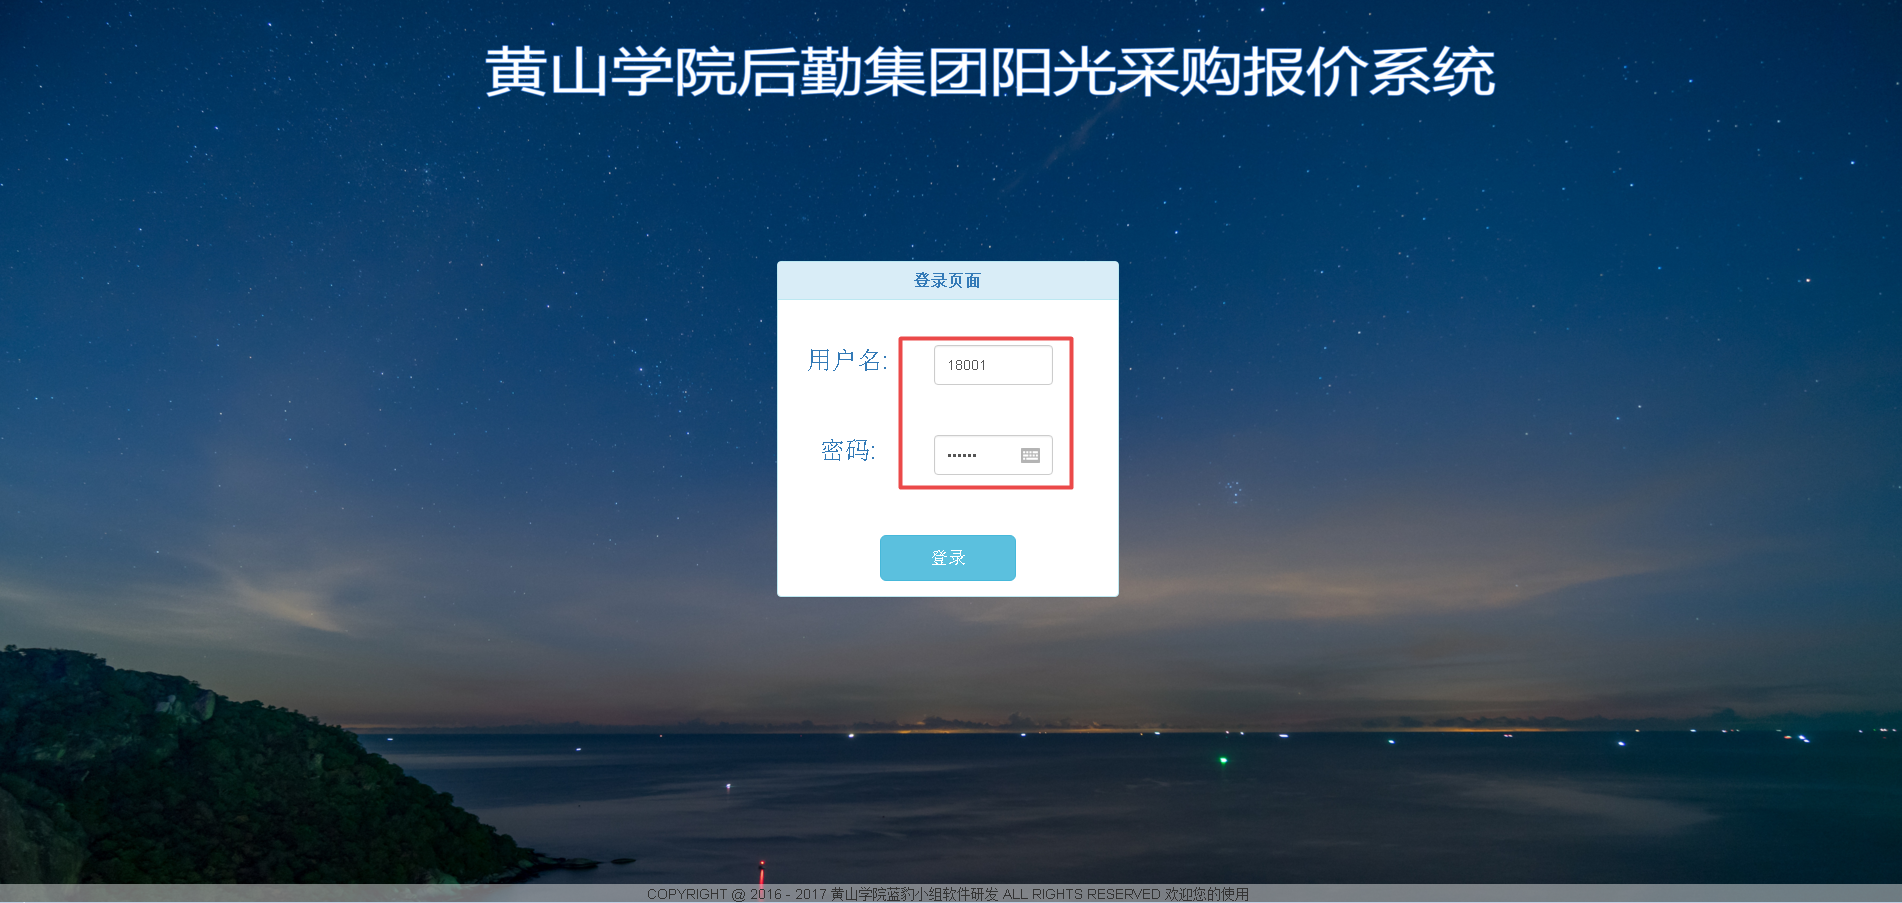 黄山学院后勤集团阳光采购报价系统
登录页面
用户名:
18001
密码:
••••••
登录
COPYRIGHT @ 2016 - 2017 黄山学院蓝豹小组软件研发 ALL RIGHTS RESERVED 欢迎您的使用